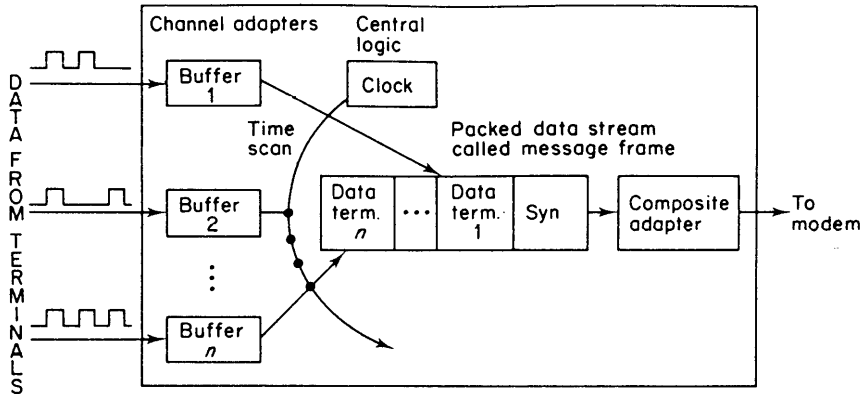 DATA FROM TERMINALS
Channel adapters
Central
logic
Buffer
1
Clock
Time
scan
Packed data stream
called message frame
Buffer
2
Data
term.
n
...
Data
term.
1
Syn
Composite
adapter
To
modem
Buffer
n